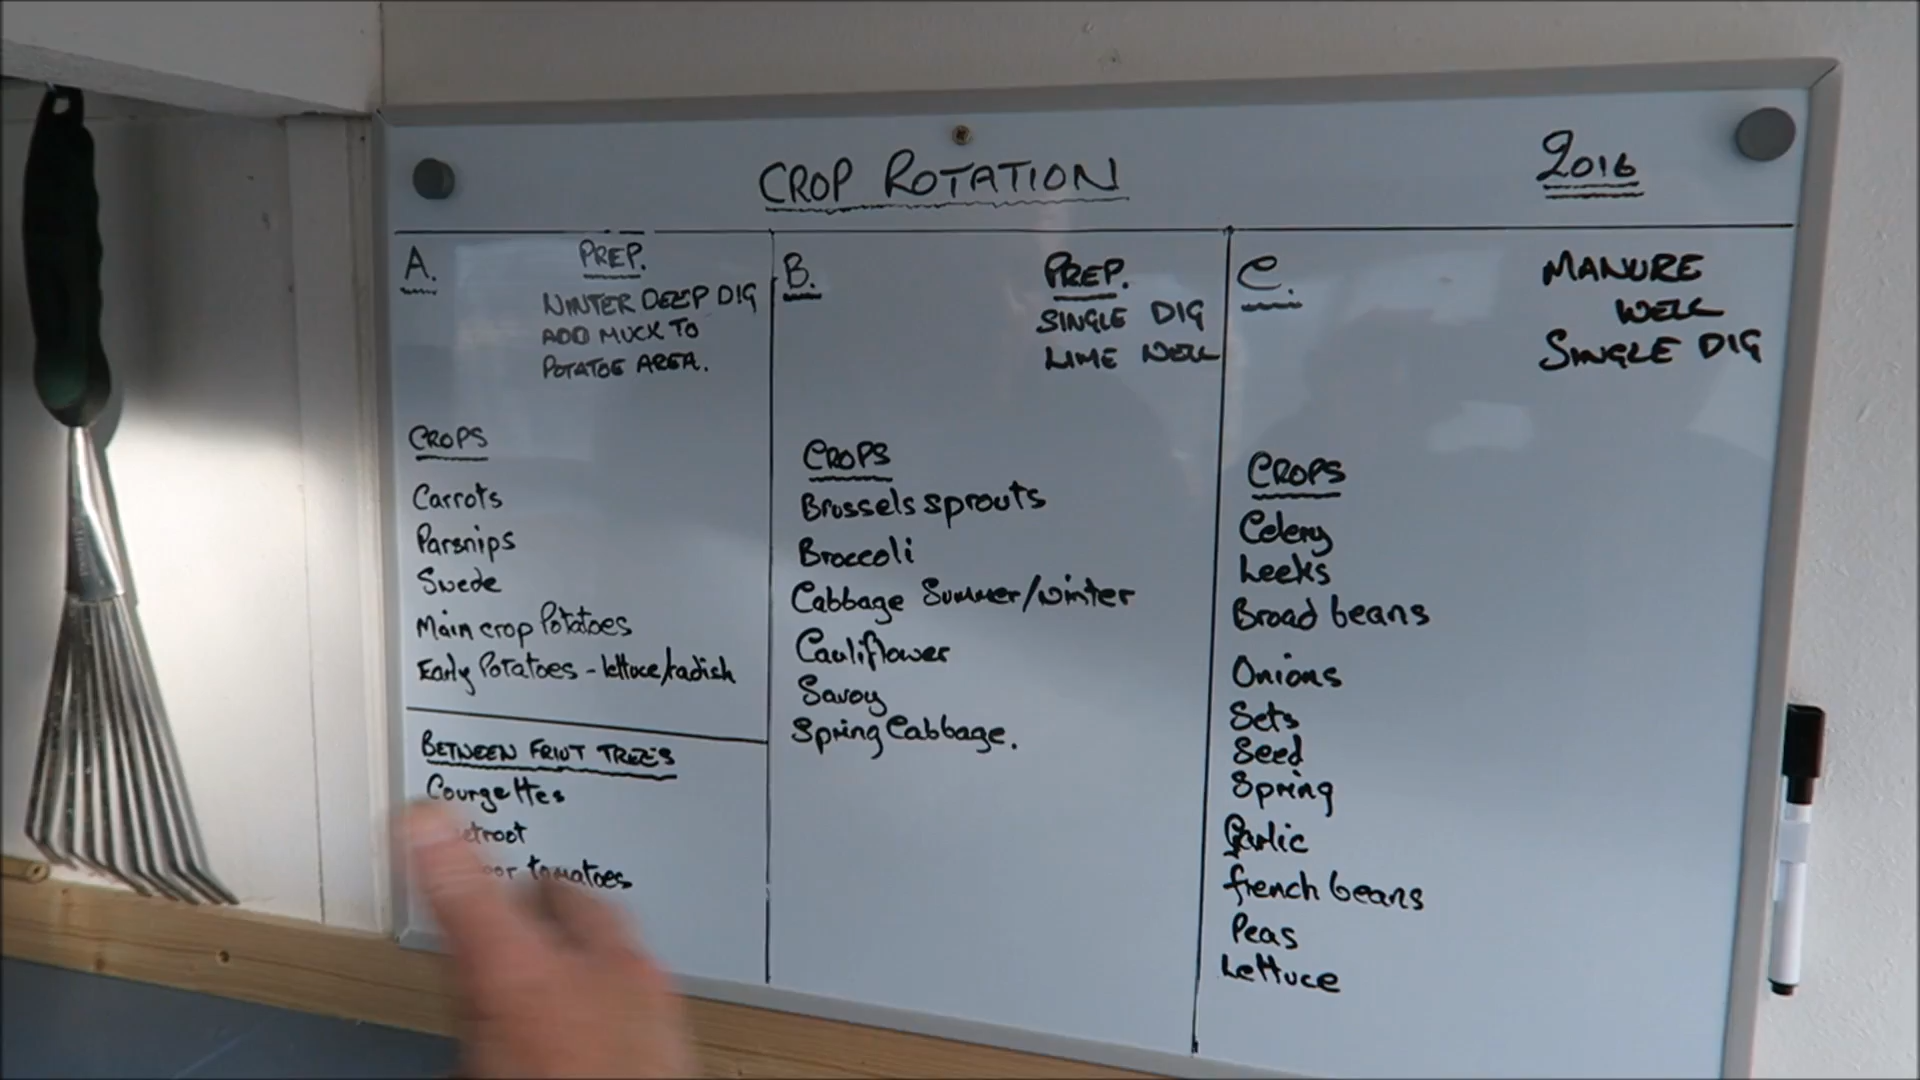 CROP ROTATION
2016
A.
PREP.
WINTER DEEP DIG
ADD MUCK TO
POTATOE AREA.
CROPS
Carrots
Parsnips
Swede
Main crop Potatoes
Early Potatoes - lettuce/radish
BETWEEN FRIUT TREES
Courgettes
tomatoes
B.
PREP.
SINGLE DIG
LIME WELL
CROPS
Brussels sprouts
Broccoli
Cabbage Summer/winter
Cauliflower
Savoy
Spring Cabbage.
C.
MANURE
WELL
SINGLE DIG
CROPS
Celery
Leeks
Broad beans
Onions
Sets
Seed
Spring
Garlic
french beans
Peas
Lettuce